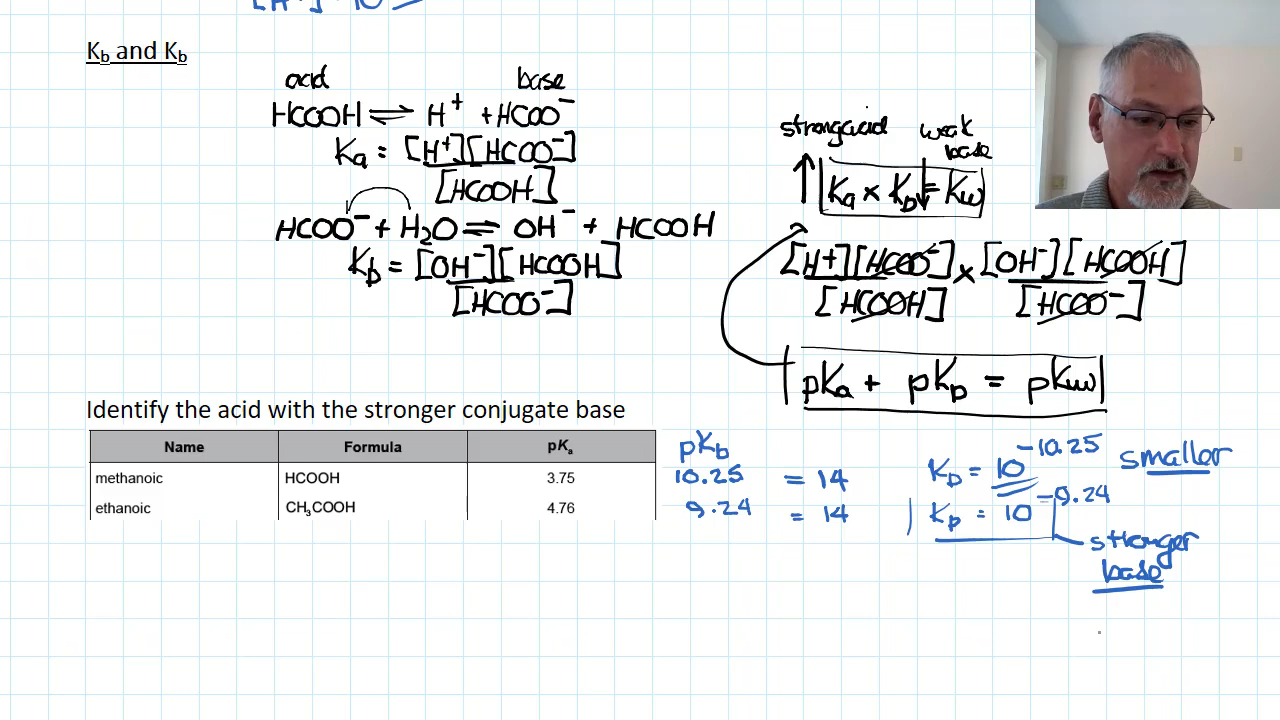 K_b and K_b
acid base
HCOOH ⇌ H⁺ + HCOO⁻
Ka = [H⁺][HCOO⁻]
[HCOOH]
HCOO⁻ + H₂O ⇌ OH⁻ + HCOOH
Kb = [OH⁻][HCOOH]
[HCOO⁻]
strong acid weak base
Ka × Kb = Kw
[H⁺][HCOO⁻] × [OH⁻][HCOOH]
[HCOOH] [HCOO⁻]
pKa + pKb = pKw
Identify the acid with the stronger conjugate base
Name Formula pKₐ pKb
methanoic HCOOH 3.75 10.25 = 14
ethanoic CH₃COOH 4.76 9.24 = 14
Kb = 10^-10.25 smaller
Kb = 10^-9.24
stronger
base